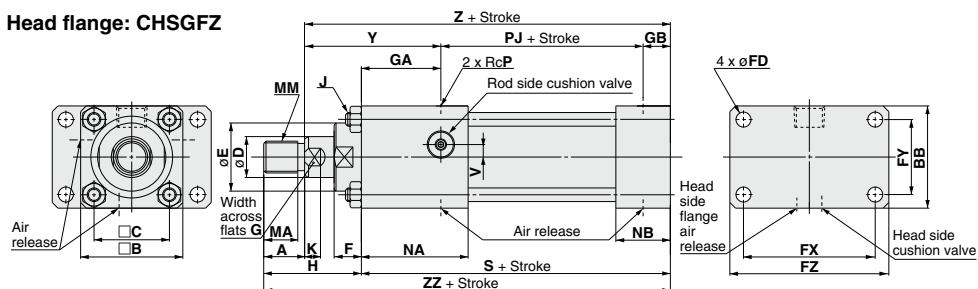 Head flange: CHSGFZ
Z + Stroke
Y
PJ + Stroke
GB
GA
2 x RcP
4 x øFD
J
Rod side cushion valve
MM
øE
øD
V
FY
BB
Width
across
flats G
Air
release
□C
□B
MA
A
K
F
NA
Air release
NB
H
S + Stroke
ZZ + Stroke
Head
side
flange
air
release
FX
FZ
Head side
cushion valve